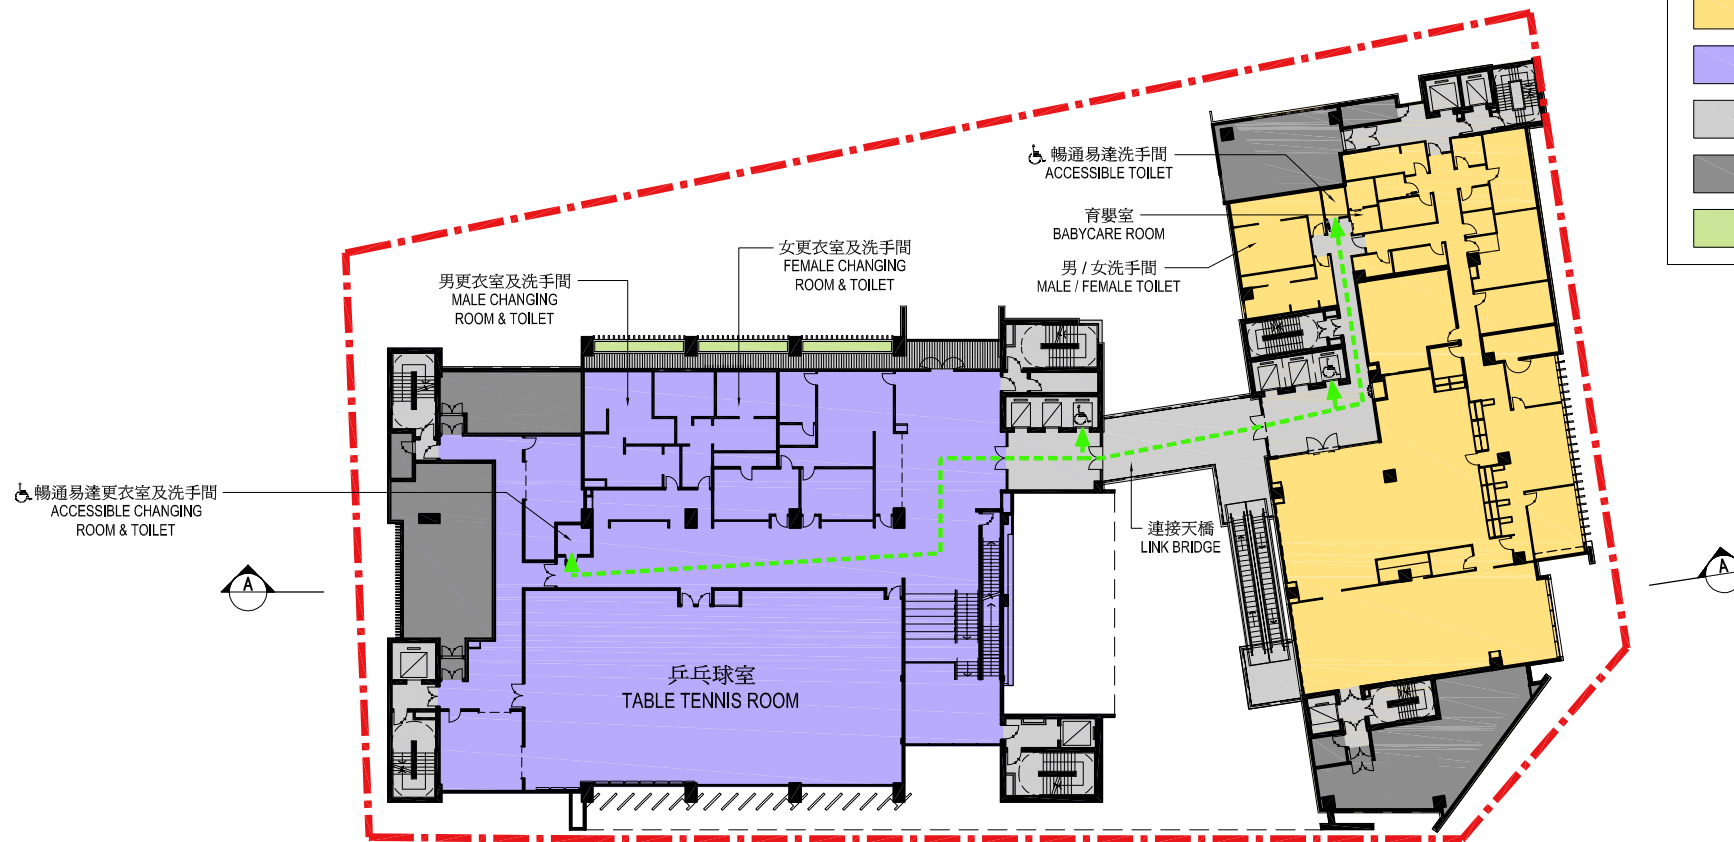 暢通易達洗手間
ACCESSIBLE TOILET
育嬰室
BABYCARE ROOM
男 / 女洗手間
MALE / FEMALE TOILET
女更衣室及洗手間
FEMALE CHANGING
ROOM & TOILET
男更衣室及洗手間
MALE CHANGING
ROOM & TOILET
暢通易達更衣室及洗手間
ACCESSIBLE CHANGING
ROOM & TOILET
連接天橋
LINK BRIDGE
A
A
乒乓球室
TABLE TENNIS ROOM